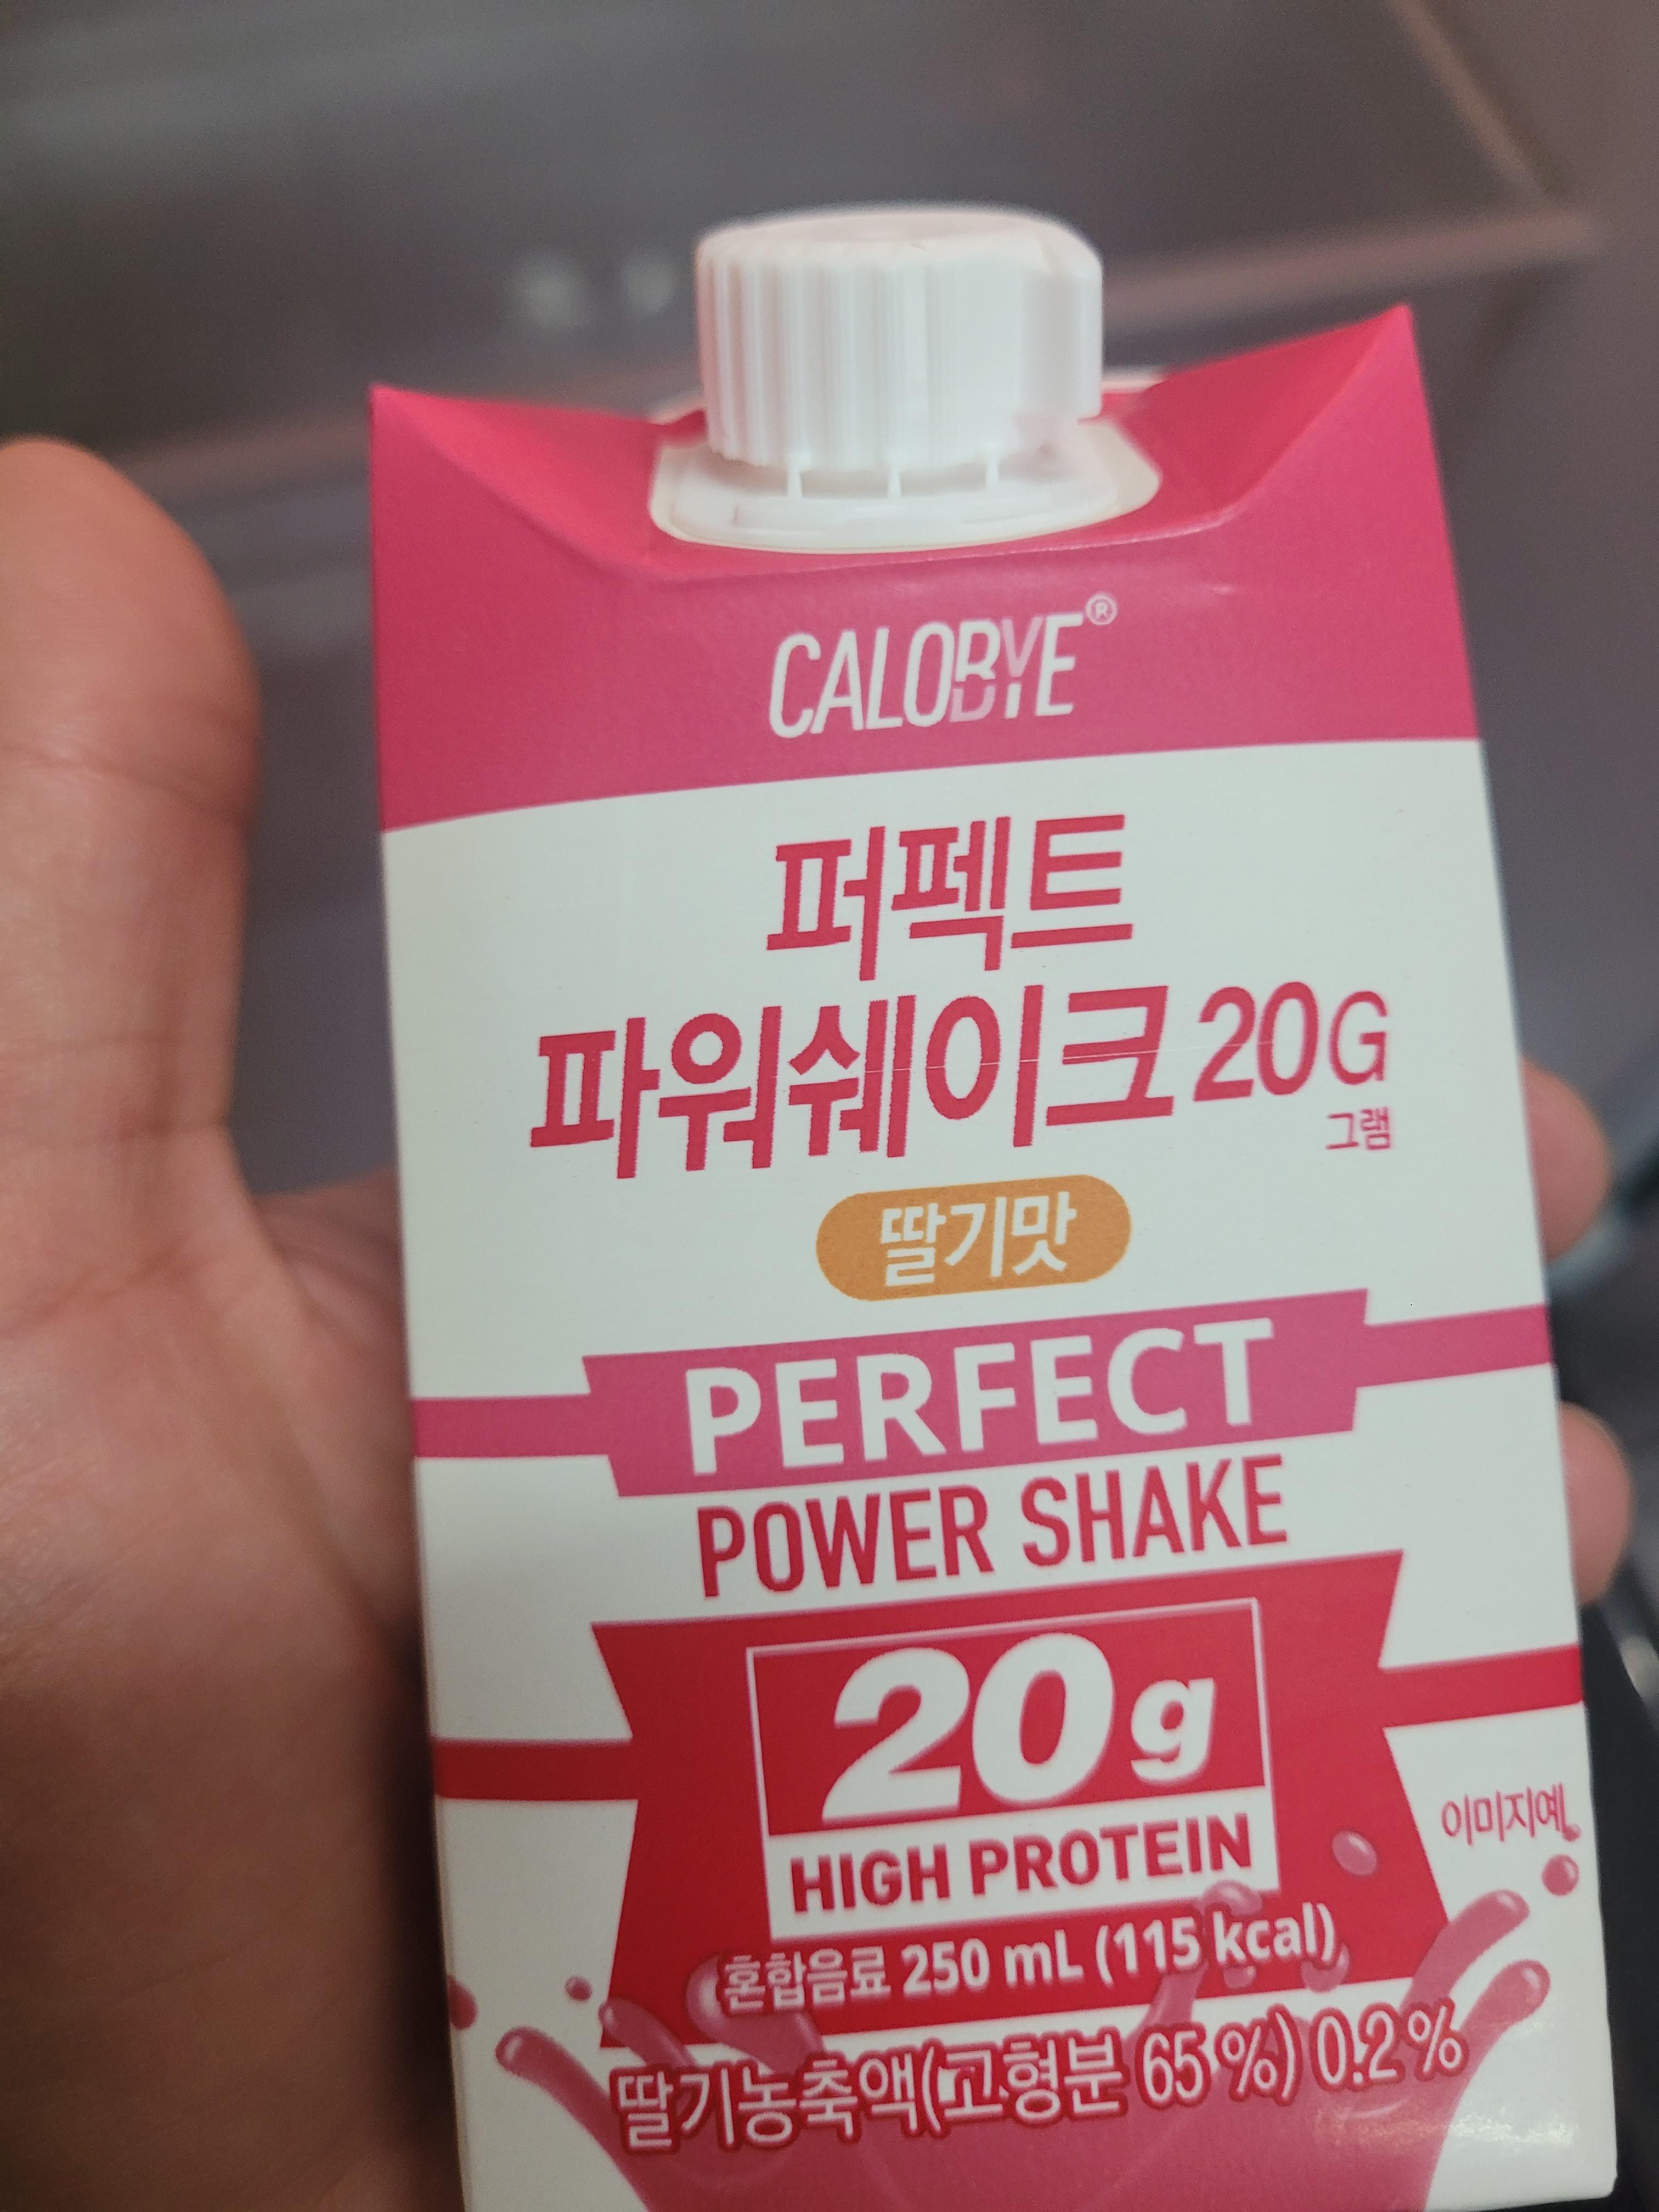 CALOBYE®
퍼펙트
파워쉐이크 20G
그램
딸기맛
PERFECT
POWER SHAKE
20g
HIGH PROTEIN
이미지예
혼합음료 250 mL (115 kcal)
딸기농축액(고형분 65 %) 0.2 %